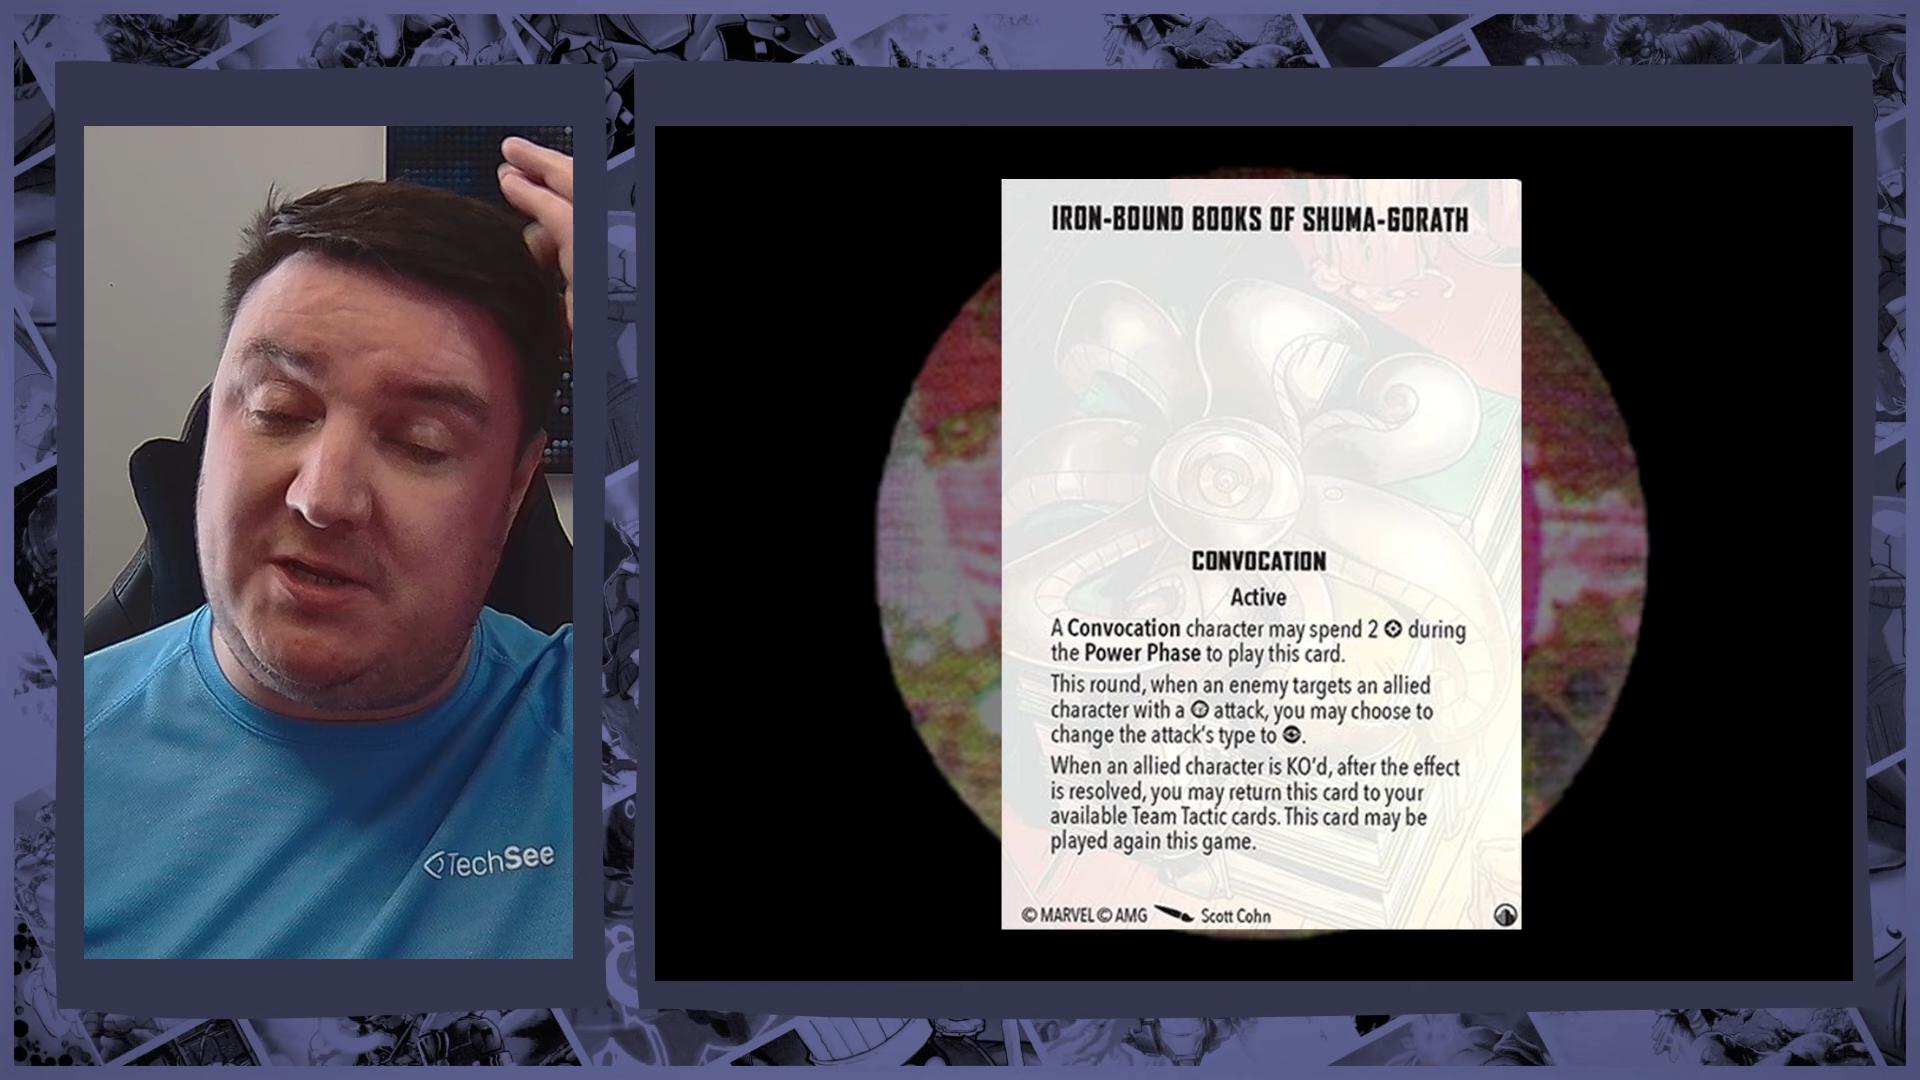 TechSee
IRON-BOUND BOOKS OF SHUMA-GORATH
CONVOCATION
Active
A Convocation character may spend 2 during
the Power Phase to play this card.
This round, when an enemy targets an allied
character with a attack, you may choose to
change the attack's type to .
When an allied character is KO'd, after the effect
is resolved, you may return this card to your
available Team Tactic cards. This card may be
played again this game.
© MARVEL © AMG Scott Cohn